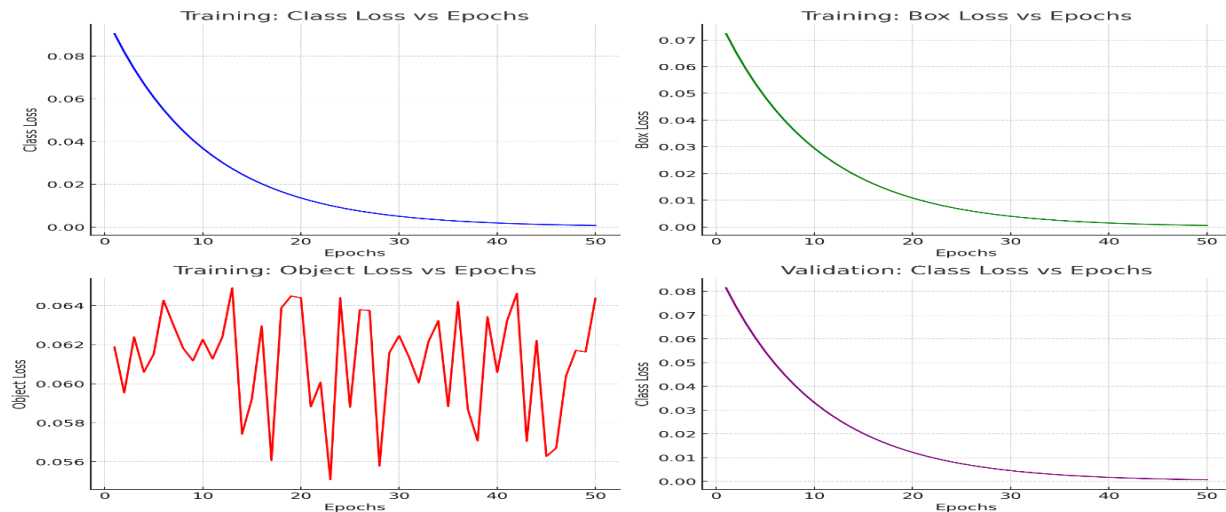 Training: Class Loss vs Epochs
Class Loss
0.08
0.06
0.04
0.02
0.00
0 10 20 30 40 50
Epochs
Training: Box Loss vs Epochs
Box Loss
0.07
0.06
0.05
0.04
0.03
0.02
0.01
0.00
0 10 20 30 40 50
Epochs
Training: Object Loss vs Epochs
Object Loss
0.064
0.062
0.060
0.058
0.056
0 10 20 30 40 50
Epochs
Validation: Class Loss vs Epochs
Class Loss
0.08
0.07
0.06
0.05
0.04
0.03
0.02
0.01
0.00
0 10 20 30 40 50
Epochs